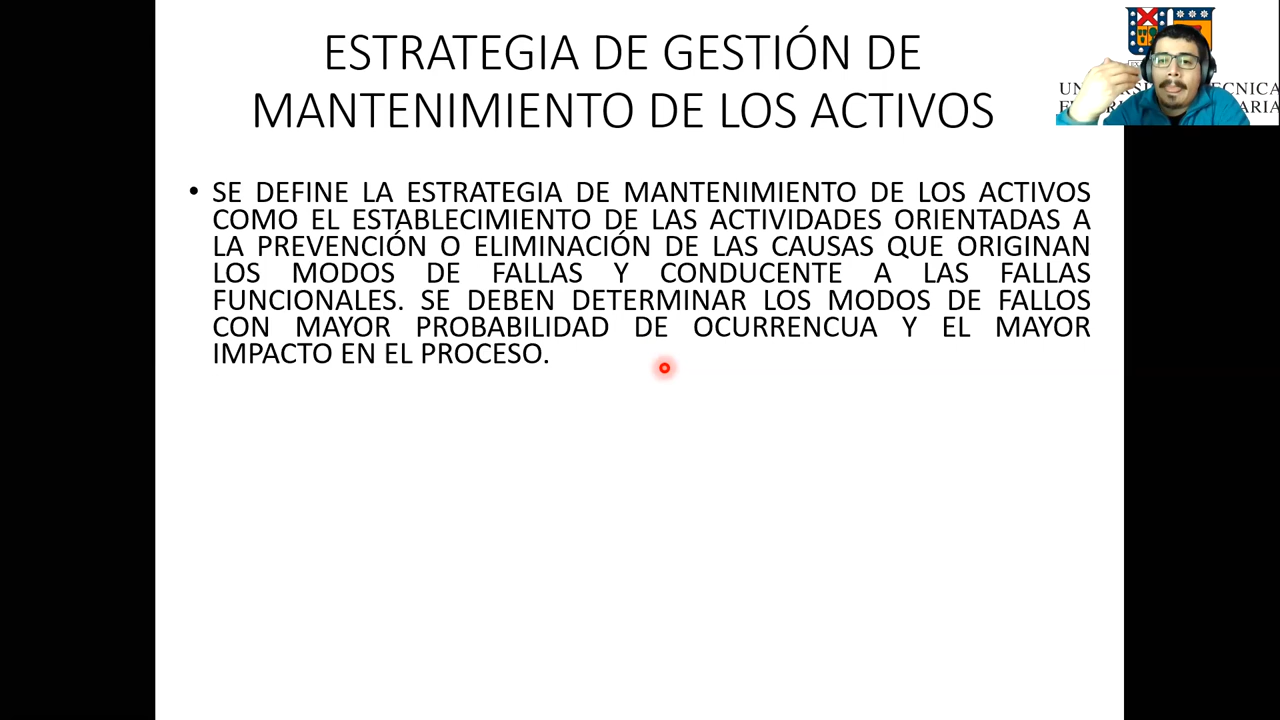 ESTRATEGIA DE GESTIÓN DE
MANTENIMIENTO DE LOS ACTIVOS
• SE DEFINE LA ESTRATEGIA DE MANTENIMIENTO DE LOS ACTIVOS
COMO EL ESTABLECIMIENTO DE LAS ACTIVIDADES ORIENTADAS A
LA PREVENCIÓN O ELIMINACIÓN DE LAS CAUSAS QUE ORIGINAN
LOS MODOS DE FALLAS Y CONDUCENTE A LAS FALLAS
FUNCIONALES. SE DEBEN DETERMINAR LOS MODOS DE FALLOS
CON MAYOR PROBABILIDAD DE OCURRENCUA Y EL MAYOR
IMPACTO EN EL PROCESO.